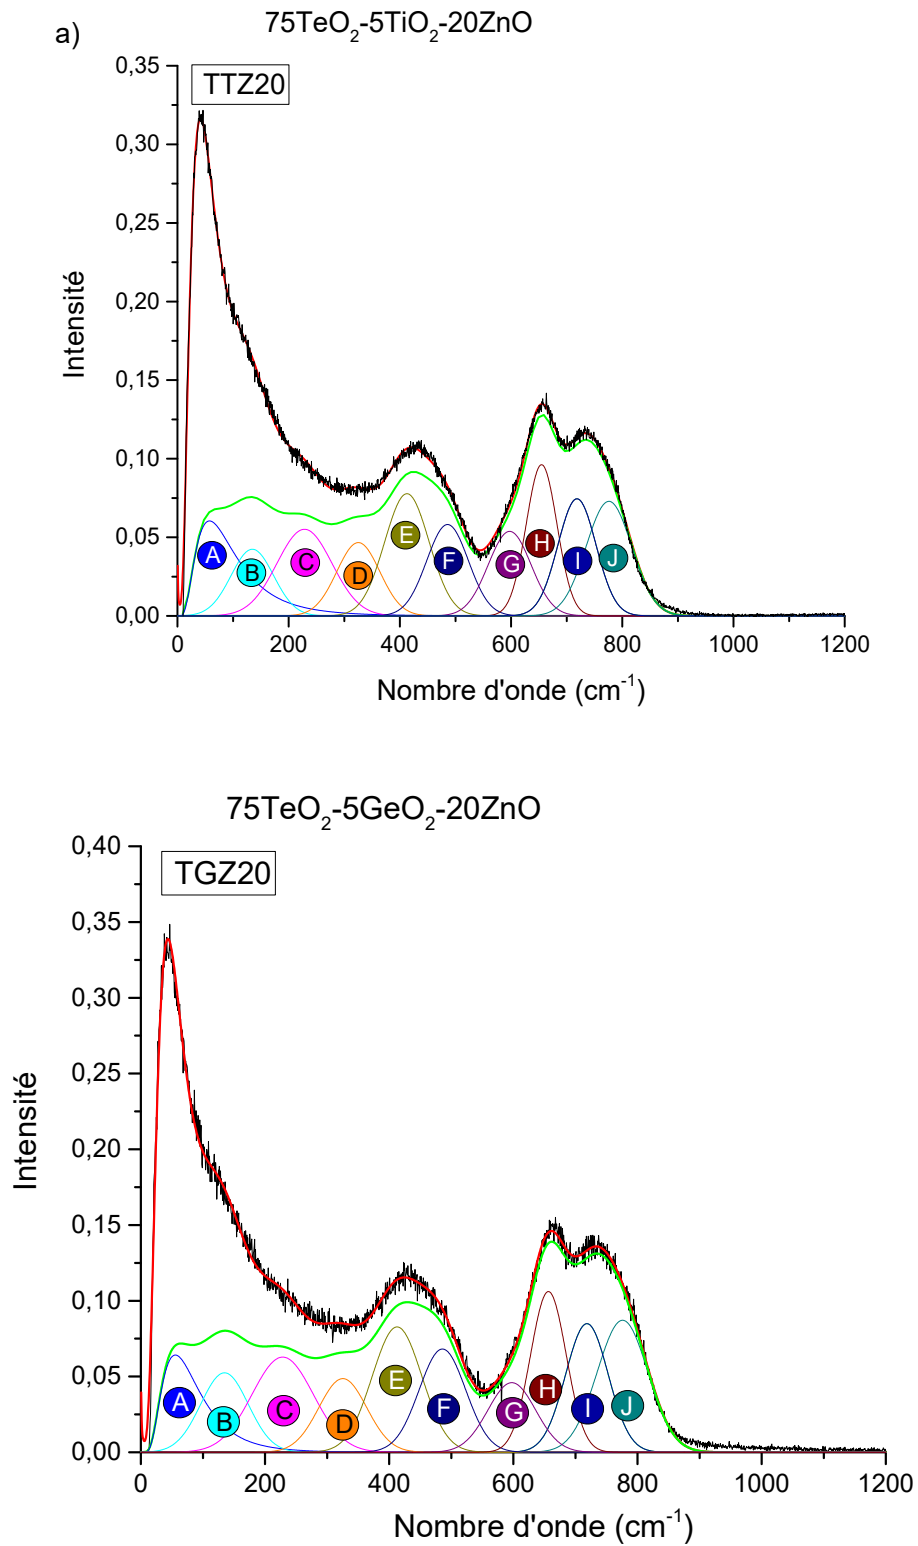 a)
75TeO₂-5TiO₂-20ZnO
TTZ20
0,35
0,30
0,25
0,20
0,15
0,10
0,05
0,00
Intensité
A
B
C
D
E
F
G
H
I
J
0 200 400 600 800 1000 1200
Nombre d'onde (cm⁻¹)
75TeO₂-5GeO₂-20ZnO
TGZ20
0,40
0,35
0,30
0,25
0,20
0,15
0,10
0,05
0,00
Intensité
A
B
C
D
E
F
G
H
I
J
0 200 400 600 800 1000 1200
Nombre d'onde (cm⁻¹)